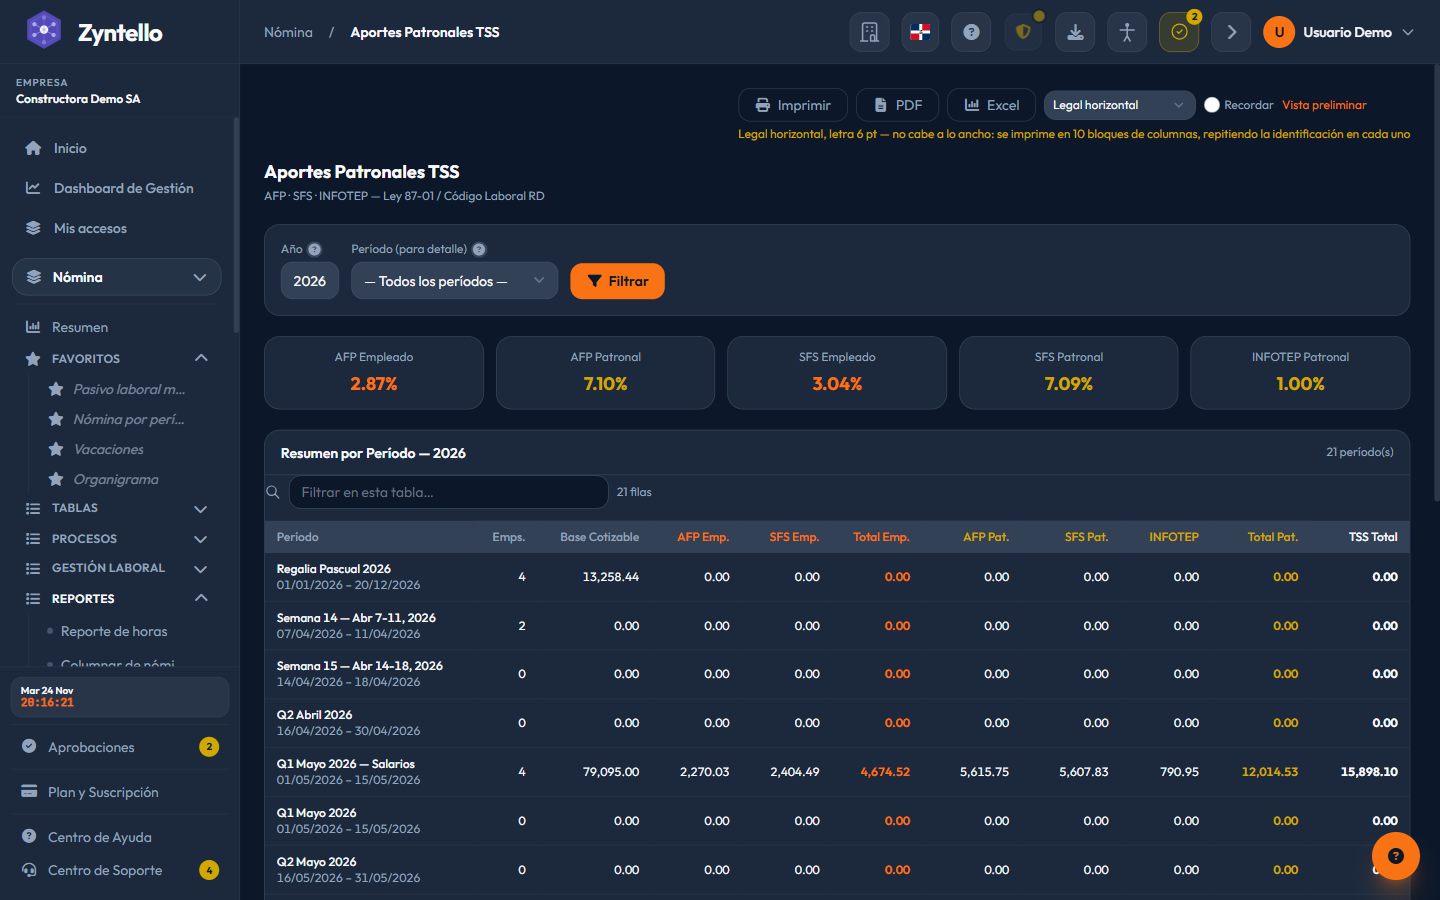 Zyntello
Nómina / Aportes Patronales TSS
2
U Usuario Demo
EMPRESA
Constructora Demo SA
Inicio
Dashboard de Gestión
Mis accesos
Nómina
Resumen
FAVORITOS
Pasivo laboral m...
Nómina por perí...
Vacaciones
Organigrama
TABLAS
PROCESOS
GESTIÓN LABORAL
REPORTES
Reporte de horas
Columnar de nómi
Mar 24 Nov
20:16:21
Aprobaciones 2
Plan y Suscripción
Centro de Ayuda
Centro de Soporte 4
Imprimir PDF Excel Legal horizontal Recordar Vista preliminar
Legal horizontal, letra 6 pt — no cabe a lo ancho: se imprime en 10 bloques de columnas, repitiendo la identificación en cada uno
Aportes Patronales TSS
AFP · SFS · INFOTEP — Ley 87-01 / Código Laboral RD
Año ? Período (para detalle) ?
2026 — Todos los períodos — Filtrar
AFP Empleado AFP Patronal SFS Empleado SFS Patronal INFOTEP Patronal
2.87% 7.10% 3.04% 7.09% 1.00%
Resumen por Período — 2026 21 período(s)
Filtrar en esta tabla... 21 filas
Período Emps. Base Cotizable AFP Emp. SFS Emp. Total Emp. AFP Pat. SFS Pat. INFOTEP Total Pat. TSS Total
Regalia Pascual 2026
01/01/2026 – 20/12/2026 4 13,258.44 0.00 0.00 0.00 0.00 0.00 0.00 0.00 0.00
Semana 14 — Abr 7-11, 2026
07/04/2026 – 11/04/2026 2 0.00 0.00 0.00 0.00 0.00 0.00 0.00 0.00 0.00
Semana 15 — Abr 14-18, 2026
14/04/2026 – 18/04/2026 0 0.00 0.00 0.00 0.00 0.00 0.00 0.00 0.00 0.00
Q2 Abril 2026
16/04/2026 – 30/04/2026 0 0.00 0.00 0.00 0.00 0.00 0.00 0.00 0.00 0.00
Q1 Mayo 2026 — Salarios
01/05/2026 – 15/05/2026 4 79,095.00 2,270.03 2,404.49 4,674.52 5,615.75 5,607.83 790.95 12,014.53 15,898.10
Q1 Mayo 2026
01/05/2026 – 15/05/2026 0 0.00 0.00 0.00 0.00 0.00 0.00 0.00 0.00 0.00
Q2 Mayo 2026
16/05/2026 – 31/05/2026 0 0.00 0.00 0.00 0.00 0.00 0.00 0.00 0.00